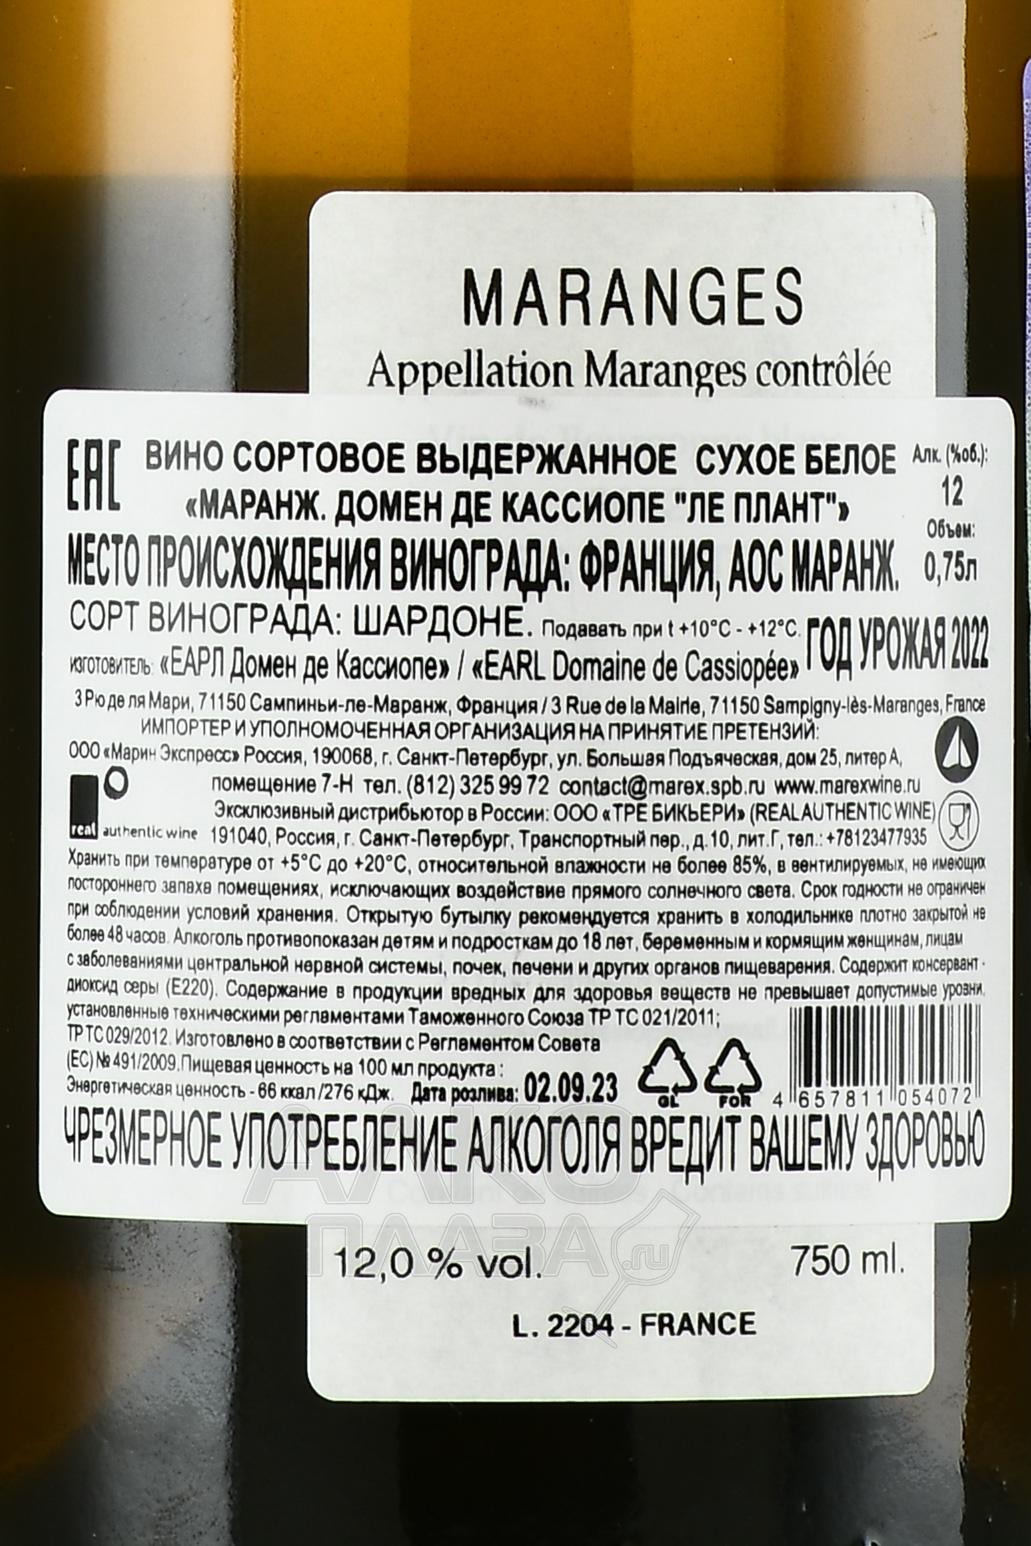 MARANGES
Appellation Maranges contrôlée
EAC ВИНО СОРТОВОЕ ВЫДЕРЖАННОЕ СУХОЕ БЕЛОЕ Алк. (%об.):
«МАРАНЖ. ДОМЕН ДЕ КАССИОПЕ "ЛЕ ПЛАНТ"» 12
Объем:
МЕСТО ПРОИСХОЖДЕНИЯ ВИНОГРАДА: ФРАНЦИЯ, АОС МАРАНЖ. 0,75л
СОРТ ВИНОГРАДА: ШАРДОНЕ. Подавать при t +10°C - +12°C. ГОД УРОЖАЯ 2022
ИЗГОТОВИТЕЛЬ: «ЕАРЛ Домен де Кассиопе» / «EARL Domaine de Cassiopée»
3 Рю де ля Мари, 71150 Сампиньи-ле-Маранж, Франция / 3 Rue de la Mairie, 71150 Sampigny-lès-Maranges, France
ИМПОРТЕР И УПОЛНОМОЧЕННАЯ ОРГАНИЗАЦИЯ НА ПРИНЯТИЕ ПРЕТЕНЗИЙ:
ООО «Марин Экспресс» Россия, 190068, г. Санкт-Петербург, ул. Большая Подъяческая, дом 25, литер А,
помещение 7-Н тел. (812) 325 99 72 contact@marex.spb.ru www.marexwine.ru
Эксклюзивный дистрибьютор в России: ООО «ТРЕ БИКЬЕРИ» (REAL AUTHENTIC WINE)
real authentic wine 191040, Россия, г. Санкт-Петербург, Транспортный пер., д.10, лит.Г, тел.: +78123477935
Хранить при температуре от +5°C до +20°C, относительной влажности не более 85%, в вентилируемых, не имеющих
постороннего запаха помещениях, исключающих воздействие прямого солнечного света. Срок годности не ограничен
при соблюдении условий хранения. Открытую бутылку рекомендуется хранить в холодильнике плотно закрытой не
более 48 часов. Алкоголь противопоказан детям и подросткам до 18 лет, беременным и кормящим женщинам, лицам
с заболеваниями центральной нервной системы, почек, печени и других органов пищеварения. Содержит консервант -
диоксид серы (Е220). Содержание в продукции вредных для здоровья веществ не превышает допустимые уровни,
установленные техническими регламентами Таможенного Союза ТР ТС 021/2011;
ТР ТС 029/2012. Изготовлено в соответствии с Регламентом Совета
(ЕС) № 491/2009. Пищевая ценность на 100 мл продукта:
Энергетическая ценность - 66 ккал/276 кДж. Дата розлива: 02.09.23 GL FOR 4 657811 054072
ЧРЕЗМЕРНОЕ УПОТРЕБЛЕНИЕ АЛКОГОЛЯ ВРЕДИТ ВАШЕМУ ЗДОРОВЬЮ
АЛКО
ПЛАЗА .ru
12,0 % vol. 750 ml.
L. 2204 - FRANCE